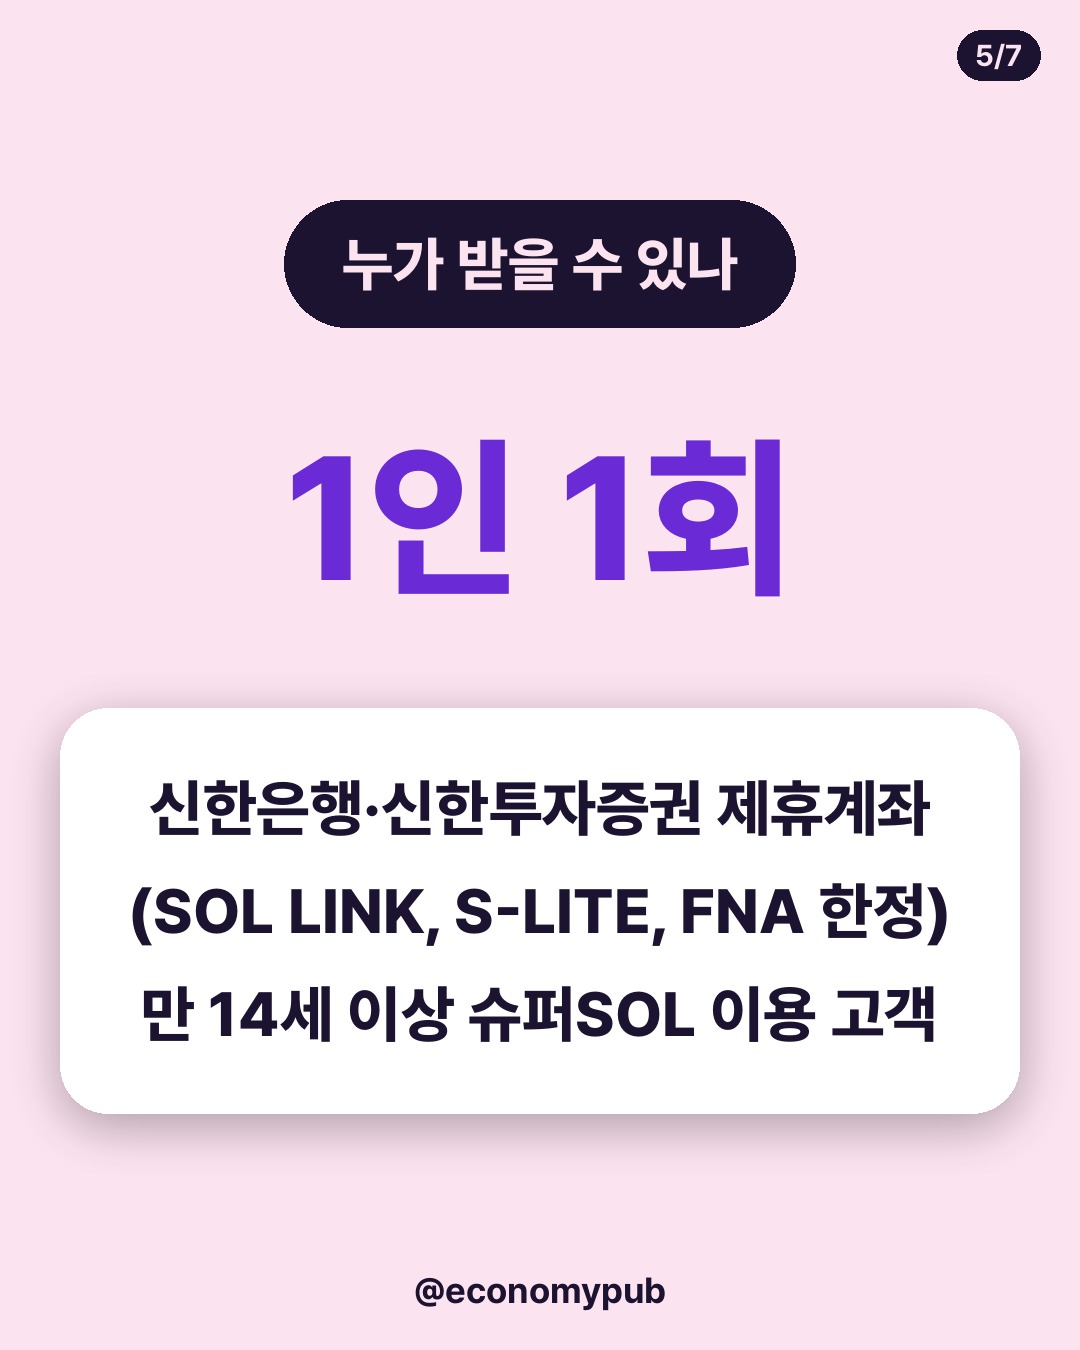 5/7
누가 받을 수 있나
1인 1회
신한은행·신한투자증권 제휴계좌
(SOL LINK, S-LITE, FNA 한정)
만 14세 이상 슈퍼SOL 이용 고객
@economypub